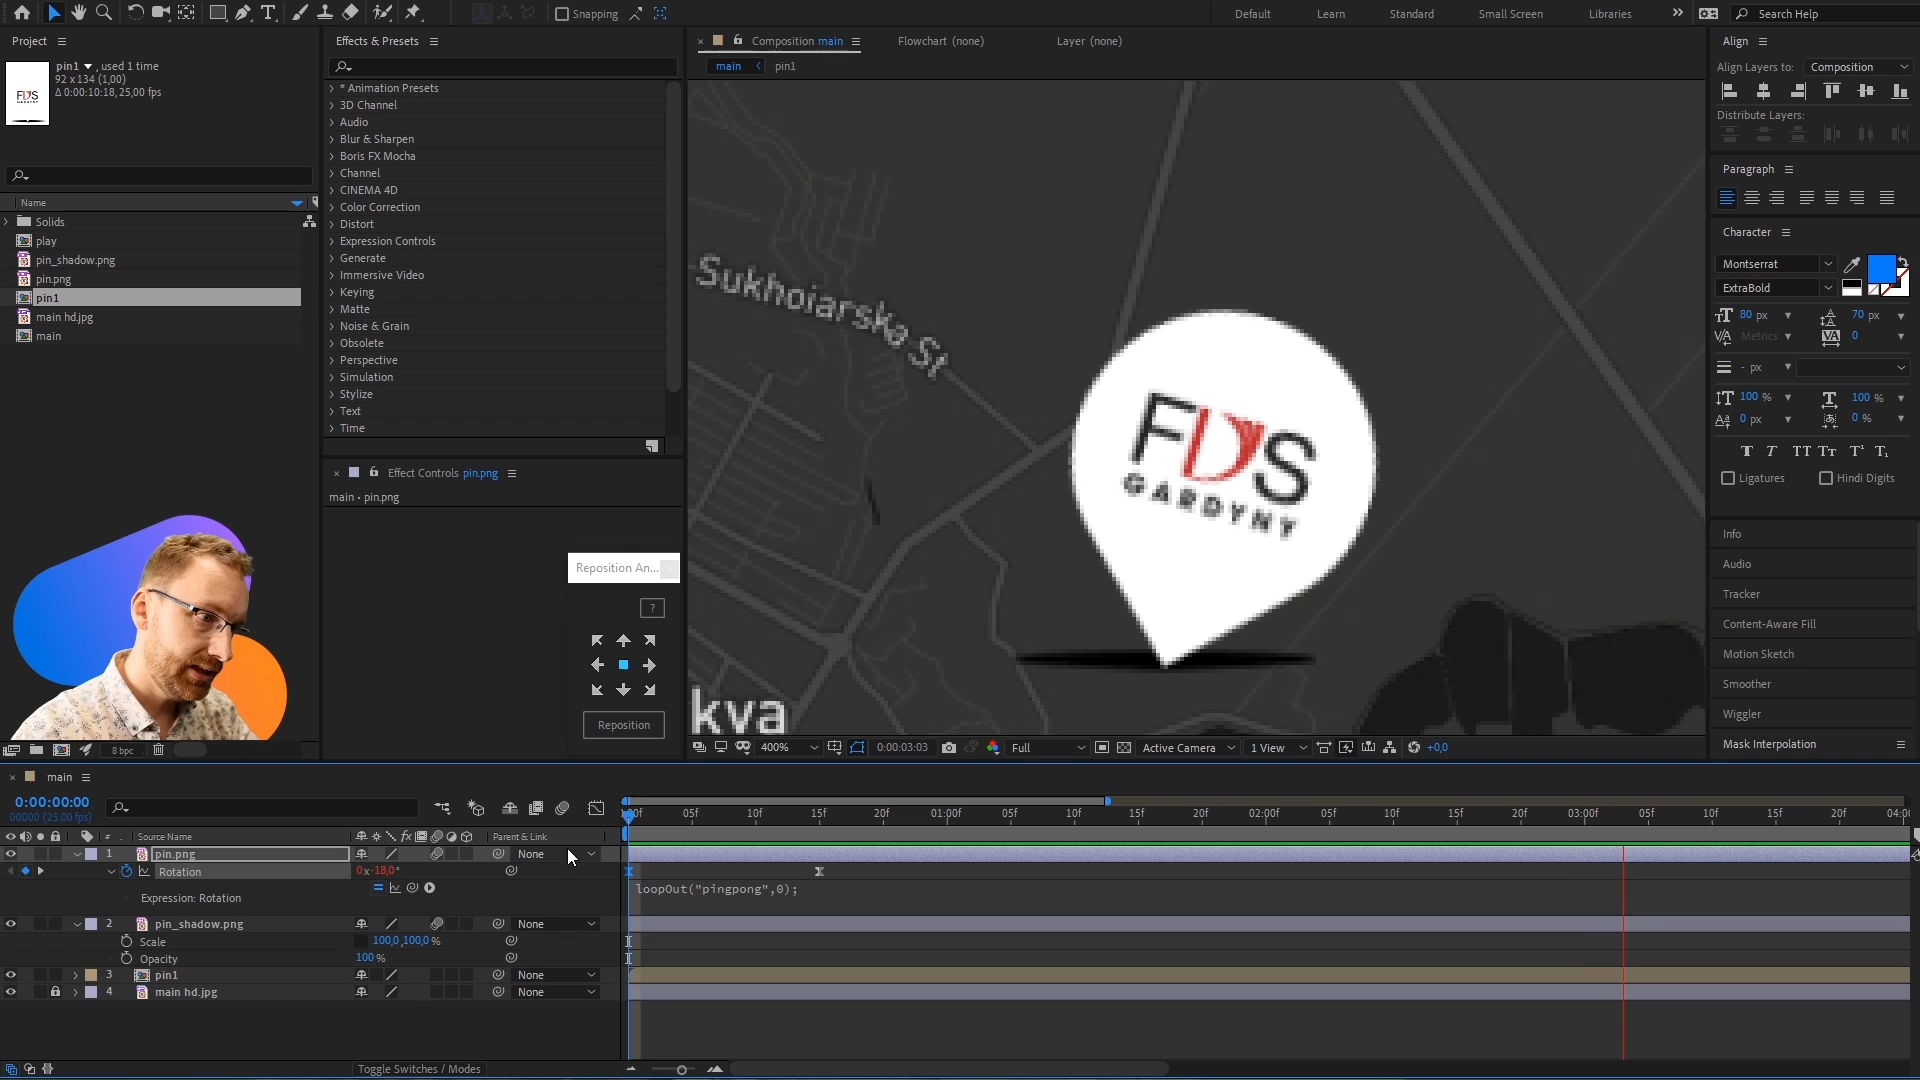 Snapping
Default
Learn
Standard
Small Screen
Libraries
Search Help
Project
pin1 , used 1 time
92 x 134 (1,00)
Δ 0:00:10:18, 25,00 fps
FDS
Name
Solids
play
pin_shadow.png
pin.png
pin1
main hd.jpg
main
8 bpc
Effects & Presets
* Animation Presets
3D Channel
Audio
Blur & Sharpen
Boris FX Mocha
Channel
CINEMA 4D
Color Correction
Distort
Expression Controls
Generate
Immersive Video
Keying
Matte
Noise & Grain
Obsolete
Perspective
Simulation
Stylize
Text
Time
Effect Controls pin.png
main • pin.png
Reposition An...
?
Reposition
Composition main
Flowchart (none)
Layer (none)
main
pin1
Sukhoiarska St
FDS
GARDYNY
kva
400%
0:00:03:03
Full
Active Camera
1 View
+0,0
Align
Align Layers to: Composition
Distribute Layers:
Paragraph
Character
Montserrat
ExtraBold
80 px
70 px
Metrics
0
- px
100 %
100 %
0 px
0 %
Ligatures
Hindi Digits
Info
Audio
Tracker
Content-Aware Fill
Motion Sketch
Smoother
Wiggler
Mask Interpolation
main
0:00:00:00
00000 (25.00 fps)
# Source Name
Parent & Link
00f 05f 10f 15f 20f 01:00f 05f 10f 15f 20f 02:00f 05f 10f 15f 20f 03:00f 05f 10f 15f 20f 04:00
1 pin.png None
Rotation 0x-18,0°
Expression: Rotation
loopOut("pingpong",0);
2 pin_shadow.png None
Scale 100,0,100,0%
Opacity 100 %
3 pin1 None
4 main hd.jpg None
Toggle Switches / Modes